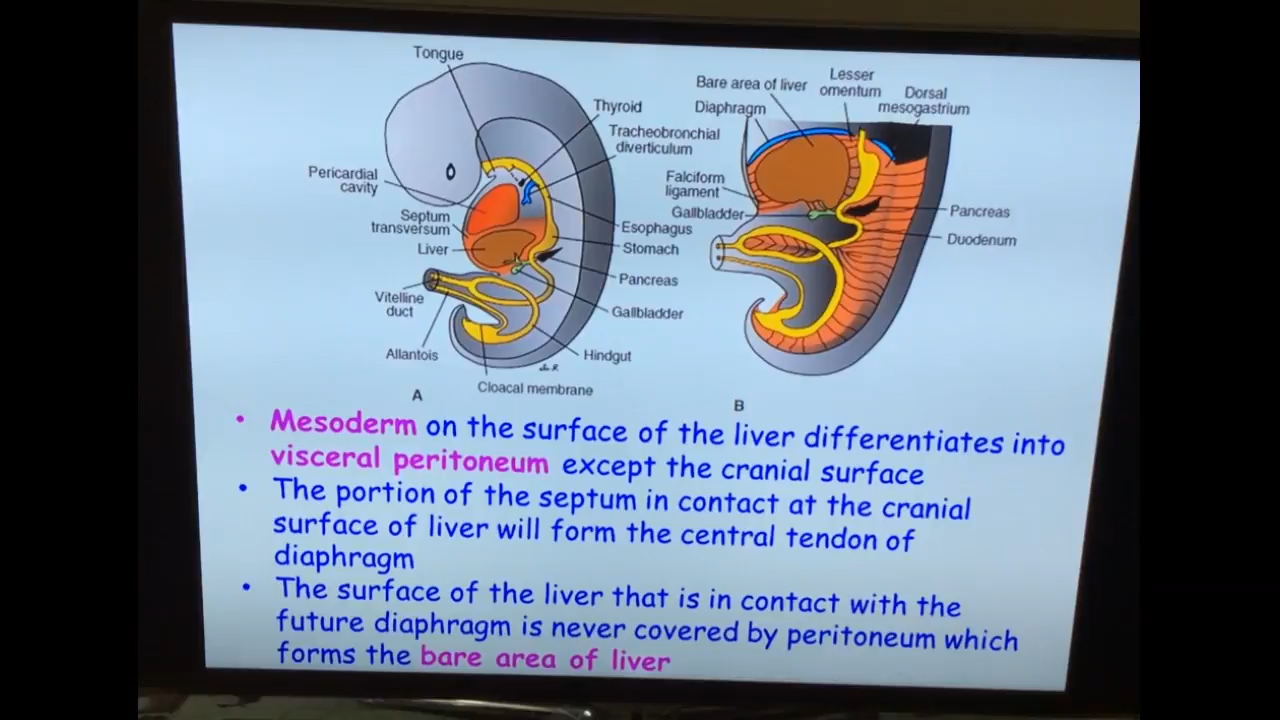 Tongue
Thyroid
Tracheobronchial
diverticulum
Pericardial
cavity
Septum
transversum
Liver
Esophagus
Stomach
Pancreas
Vitelline
duct
Gallbladder
Allantois
Hindgut
Cloacal membrane
A
Bare area of liver
Lesser
omentum
Dorsal
mesogastrium
Diaphragm
Falciform
ligament
Gallbladder
Pancreas
Duodenum
B
• Mesoderm on the surface of the liver differentiates into
visceral peritoneum except the cranial surface
• The portion of the septum in contact at the cranial
surface of liver will form the central tendon of
diaphragm
• The surface of the liver that is in contact with the
future diaphragm is never covered by peritoneum which
forms the bare area of liver